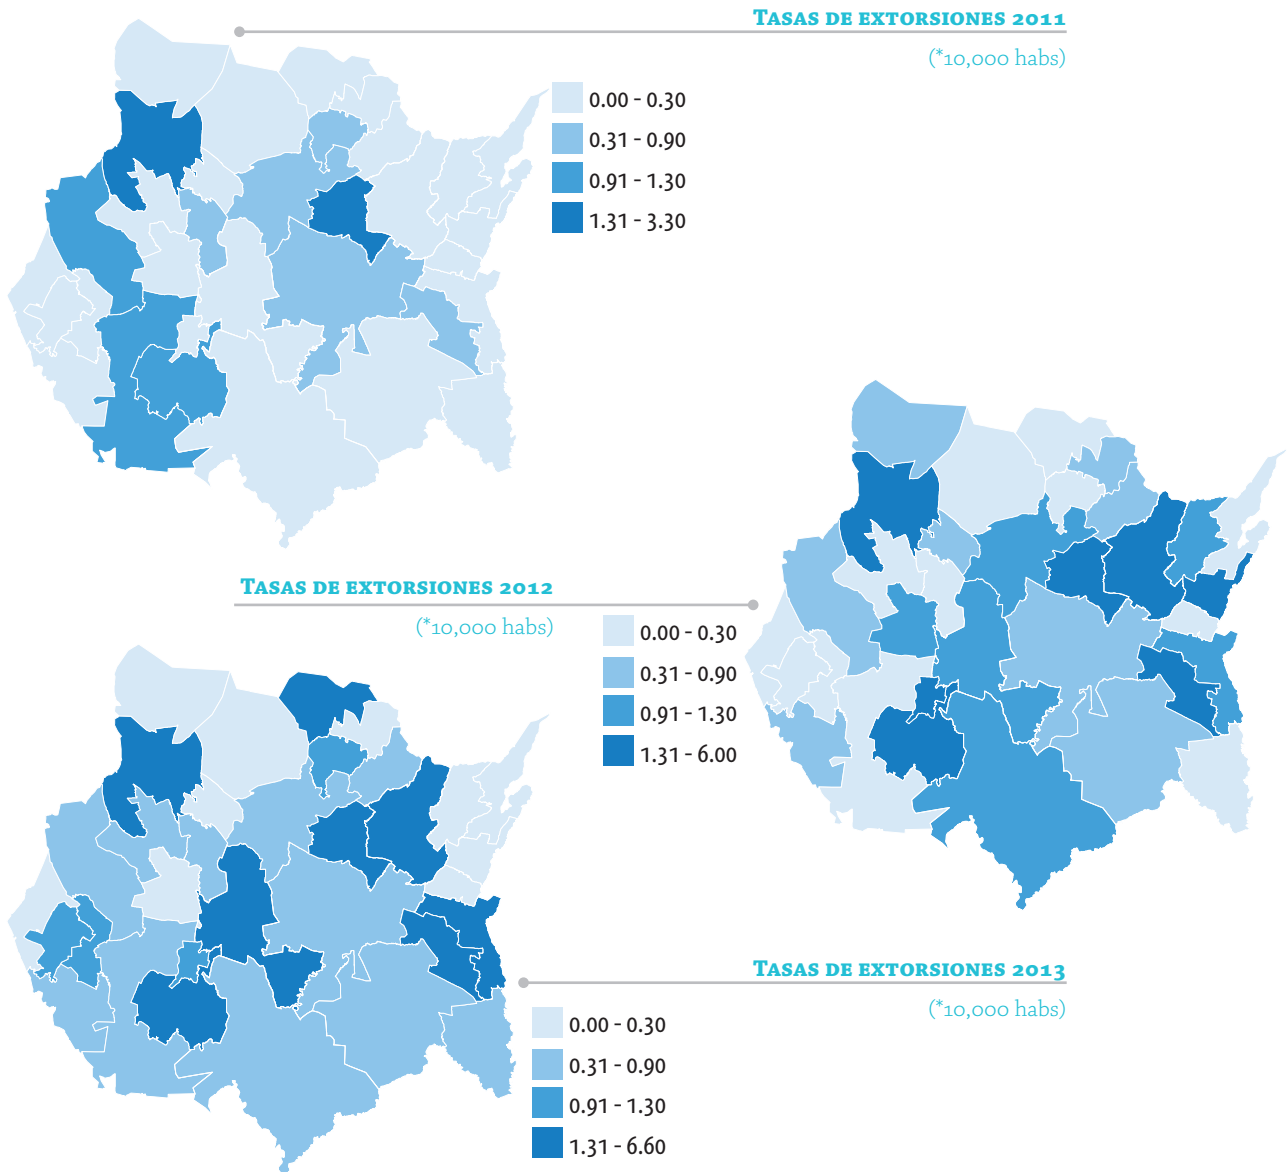 TASAS DE EXTORSIONES 2011
(*10,000 habs)
0.00 - 0.30
0.31 - 0.90
0.91 - 1.30
1.31 - 3.30
TASAS DE EXTORSIONES 2012
(*10,000 habs)
0.00 - 0.30
0.31 - 0.90
0.91 - 1.30
1.31 - 6.00
TASAS DE EXTORSIONES 2013
(*10,000 habs)
0.00 - 0.30
0.31 - 0.90
0.91 - 1.30
1.31 - 6.60